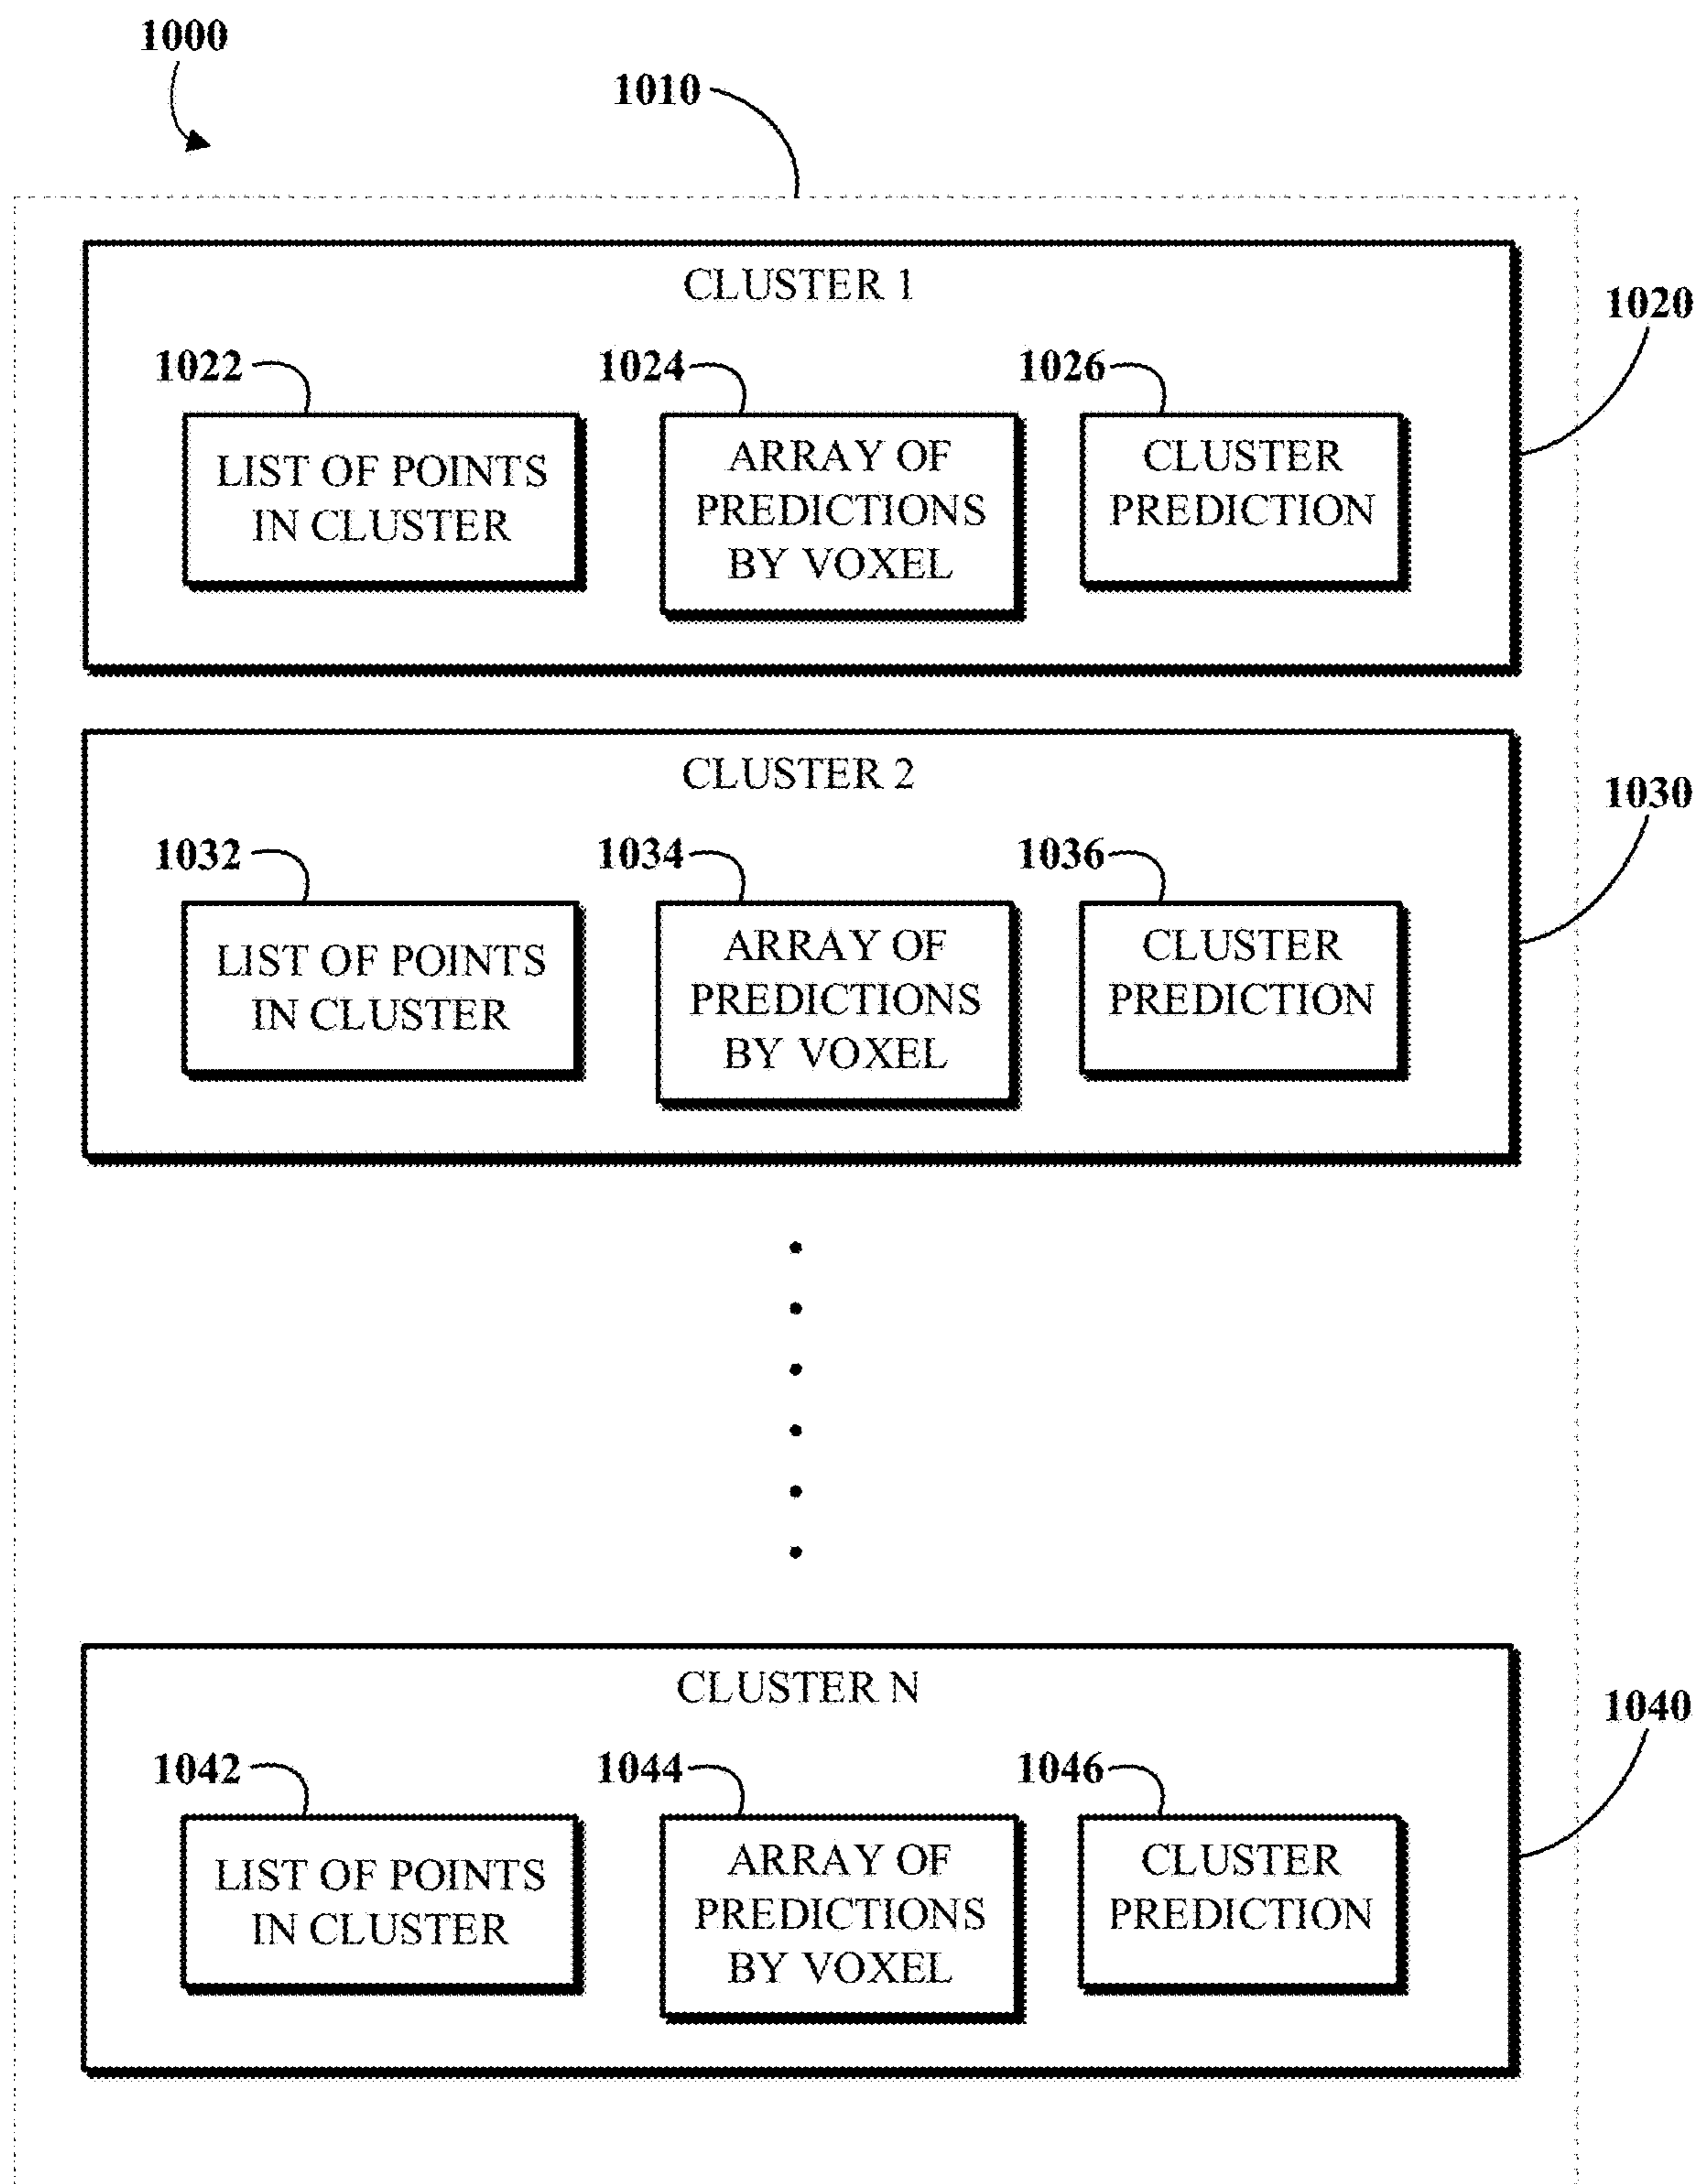 1000
1010
CLUSTER 1
1020
1022
1024
1026
LIST OF POINTS
IN CLUSTER
ARRAY OF
PREDICTIONS
BY VOXEL
CLUSTER
PREDICTION
CLUSTER 2
1030
1032
1034
1036
LIST OF POINTS
IN CLUSTER
ARRAY OF
PREDICTIONS
BY VOXEL
CLUSTER
PREDICTION
CLUSTER N
1040
1042
1044
1046
LIST OF POINTS
IN CLUSTER
ARRAY OF
PREDICTIONS
BY VOXEL
CLUSTER
PREDICTION